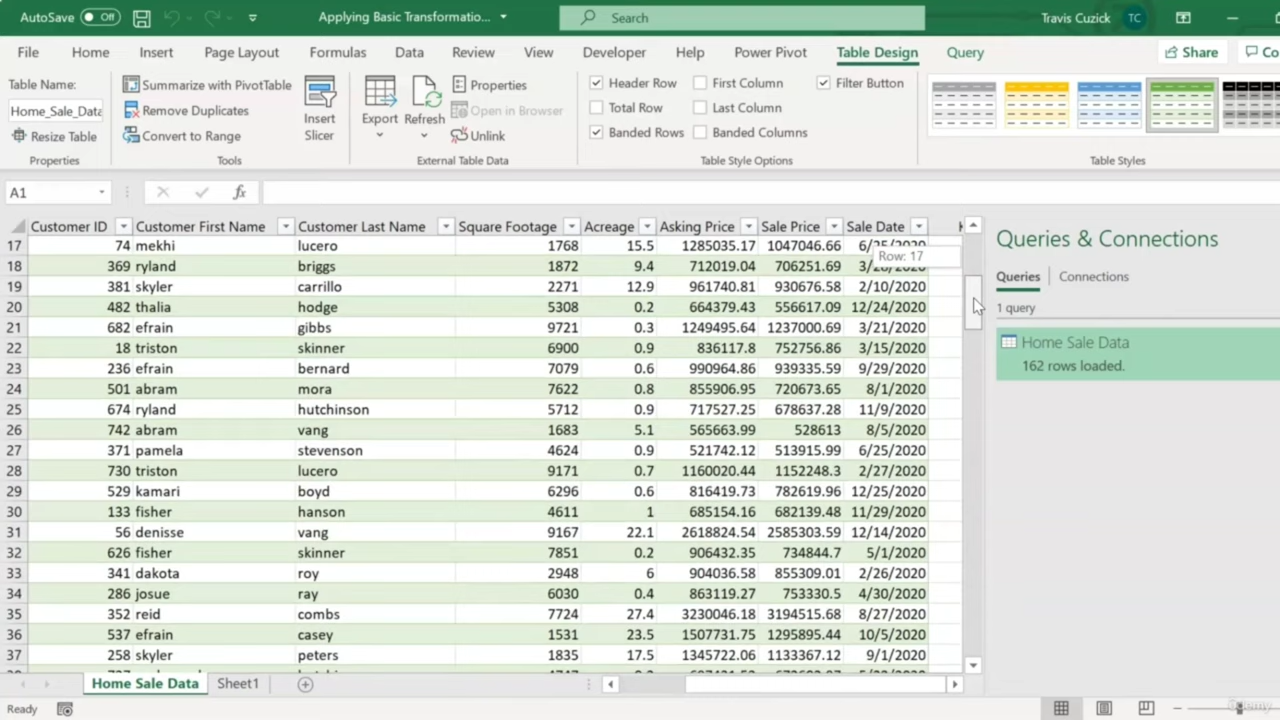 AutoSave Off Applying Basic Transformatio... Search Travis Cuzick TC
File Home Insert Page Layout Formulas Data Review View Developer Help Power Pivot Table Design Query Share Co
Table Name:
Home_Sale_Data
Resize Table
Properties
Summarize with PivotTable
Remove Duplicates
Convert to Range
Insert Slicer
Tools
Export Refresh
Properties
Open in Browser
Unlink
External Table Data
Header Row First Column Filter Button
Total Row Last Column
Banded Rows Banded Columns
Table Style Options
Table Styles
A1 fx
Customer ID Customer First Name Customer Last Name Square Footage Acreage Asking Price Sale Price Sale Date
17 74 mekhi lucero 1768 15.5 1285035.17 1047046.66 6/25/2020
Row: 17
18 369 ryland briggs 1872 9.4 712019.04 706251.69 3/28/2020
19 381 skyler carrillo 2271 12.9 961740.81 930676.58 2/10/2020
20 482 thalia hodge 5308 0.2 664379.43 556617.09 12/24/2020
21 682 efrain gibbs 9721 0.3 1249495.64 1237000.69 3/21/2020
22 18 triston skinner 6900 0.9 836117.8 752756.86 3/15/2020
23 236 efrain bernard 7079 0.6 990964.86 939335.59 9/29/2020
24 501 abram mora 7622 0.8 855906.95 720673.65 8/1/2020
25 674 ryland hutchinson 5712 0.9 717527.25 678637.28 11/9/2020
26 742 abram vang 1683 5.1 565663.99 528613 8/5/2020
27 371 pamela stevenson 4624 0.9 521742.12 513915.99 6/25/2020
28 730 triston lucero 9171 0.7 1160020.44 1152248.3 2/27/2020
29 529 kamari boyd 6296 0.6 816419.73 782619.96 12/25/2020
30 133 fisher hanson 4611 1 685154.16 682139.48 11/29/2020
31 56 denisse vang 9167 22.1 2618824.54 2585303.59 12/14/2020
32 626 fisher skinner 7851 0.2 906432.35 734844.7 5/1/2020
33 341 dakota roy 2948 6 904036.58 855309.01 2/26/2020
34 286 josue ray 6030 0.4 863119.27 753330.5 4/30/2020
35 352 reid combs 7724 27.4 3230046.18 3194515.68 8/27/2020
36 537 efrain casey 1531 23.5 1507731.75 1295895.44 10/5/2020
37 258 skyler peters 1835 17.5 1345722.06 1133367.12 9/1/2020
Queries & Connections
Queries Connections
1 query
Home Sale Data
162 rows loaded.
Home Sale Data Sheet1
Ready
Udemy